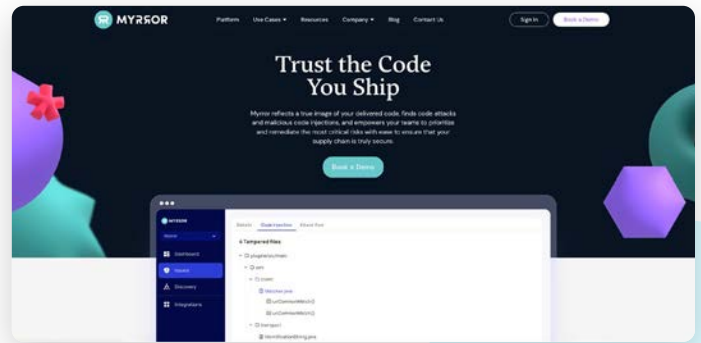 MYRROR
Platform Use Cases Resources Company Blog Contact Us
Sign In
Book a Demo
Trust the Code
You Ship
Myrror reflects a true image of your delivered code, finds code attacks
and malicious code injections, and empowers your teams to prioritize
and remediate the most critical risks with ease to ensure that your
supply chain is truly secure.
Book a Demo
MYRROR
Details Code Injection About Flow
4 Tampered files
Dashboard
Issues
Discovery
Integrations
transport